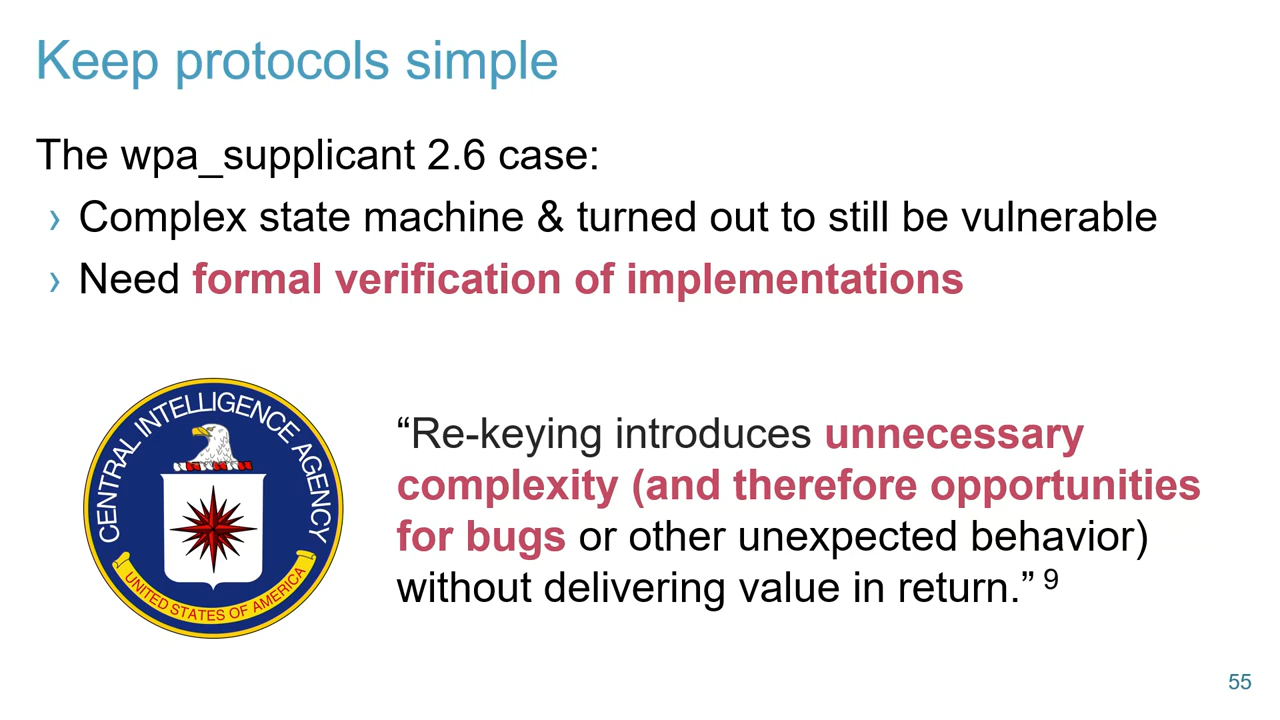 Keep protocols simple
The wpa_supplicant 2.6 case:
› Complex state machine & turned out to still be vulnerable
› Need formal verification of implementations
CENTRAL INTELLIGENCE AGENCY
UNITED STATES OF AMERICA
“Re-keying introduces unnecessary
complexity (and therefore opportunities
for bugs or other unexpected behavior)
without delivering value in return.” 9
55